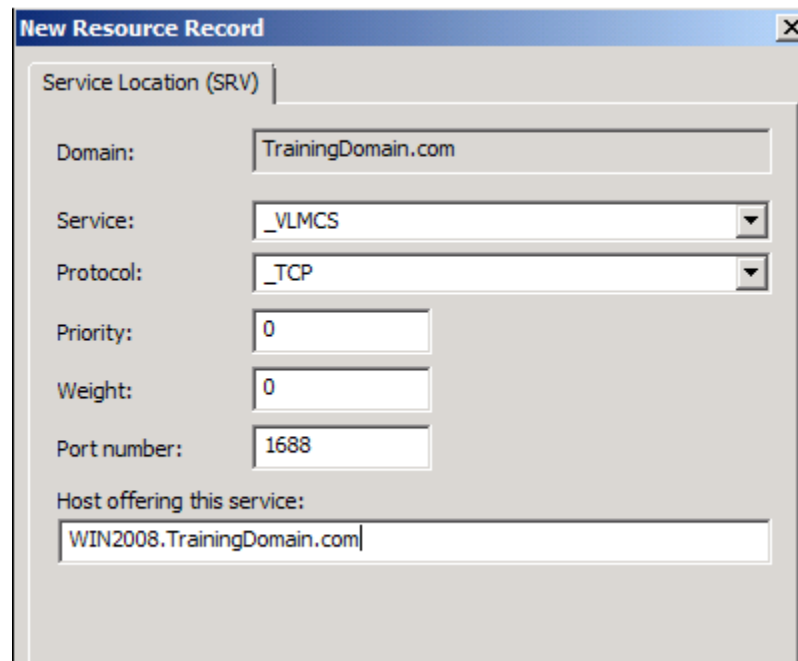 New Resource Record
Service Location (SRV)
Domain: TrainingDomain.com
Service: _VLMCS
Protocol: _TCP
Priority: 0
Weight: 0
Port number: 1688
Host offering this service:
WIN2008.TrainingDomain.com